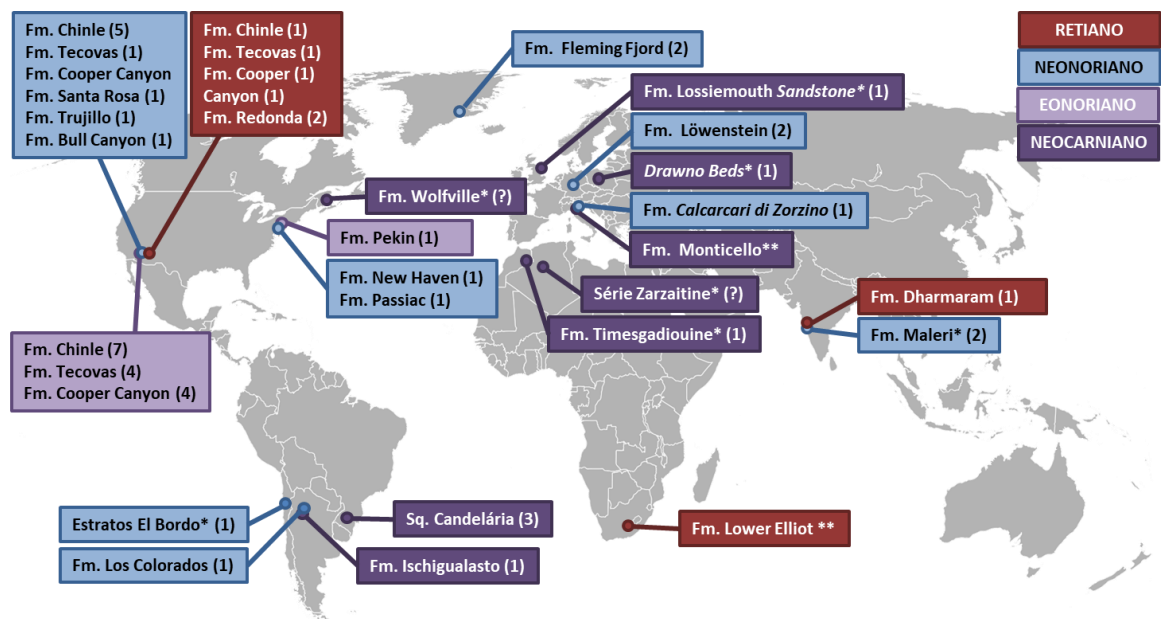 Fm. Chinle (5)
Fm. Tecovas (1)
Fm. Cooper Canyon
Fm. Santa Rosa (1)
Fm. Trujillo (1)
Fm. Bull Canyon (1)
Fm. Chinle (1)
Fm. Tecovas (1)
Fm. Cooper (1)
Canyon (1)
Fm. Redonda (2)
Fm. Fleming Fjord (2)
RETIANO
NEONORIANO
EONORIANO
NEOCARNIANO
Fm. Lossiemouth Sandstone* (1)
Fm. Löwenstein (2)
Drawno Beds* (1)
Fm. Wolfville* (?)
Fm. Calcarcari di Zorzino (1)
Fm. Pekin (1)
Fm. Monticello**
Fm. New Haven (1)
Fm. Passiac (1)
Série Zarzaitine* (?)
Fm. Dharmaram (1)
Fm. Timesgadiouine* (1)
Fm. Maleri* (2)
Fm. Chinle (7)
Fm. Tecovas (4)
Fm. Cooper Canyon (4)
Estratos El Bordo* (1)
Sq. Candelária (3)
Fm. Lower Elliot **
Fm. Los Colorados (1)
Fm. Ischigualasto (1)